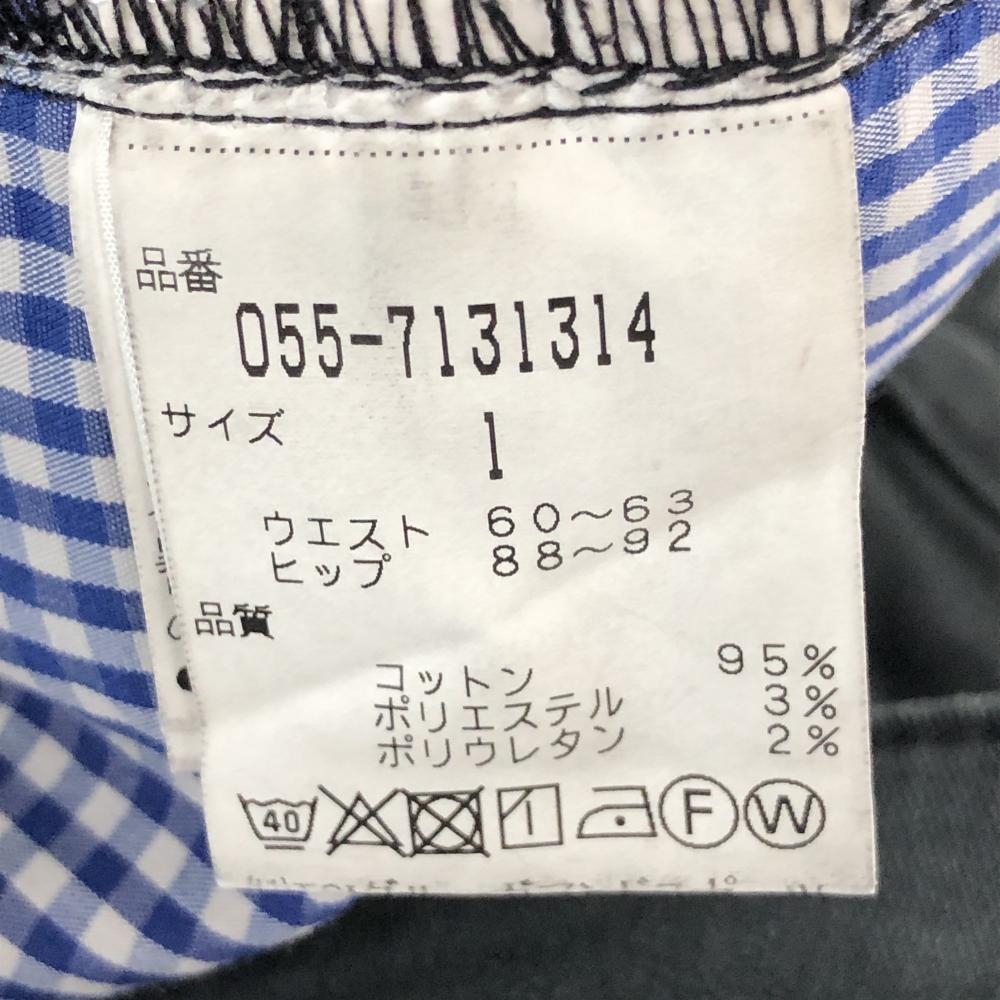 品番
055-7131314
サイズ 1
ウエスト 60〜63
ヒップ 88〜92
品質
コットン 95%
ポリエステル 3%
ポリウレタン 2%
40 F W